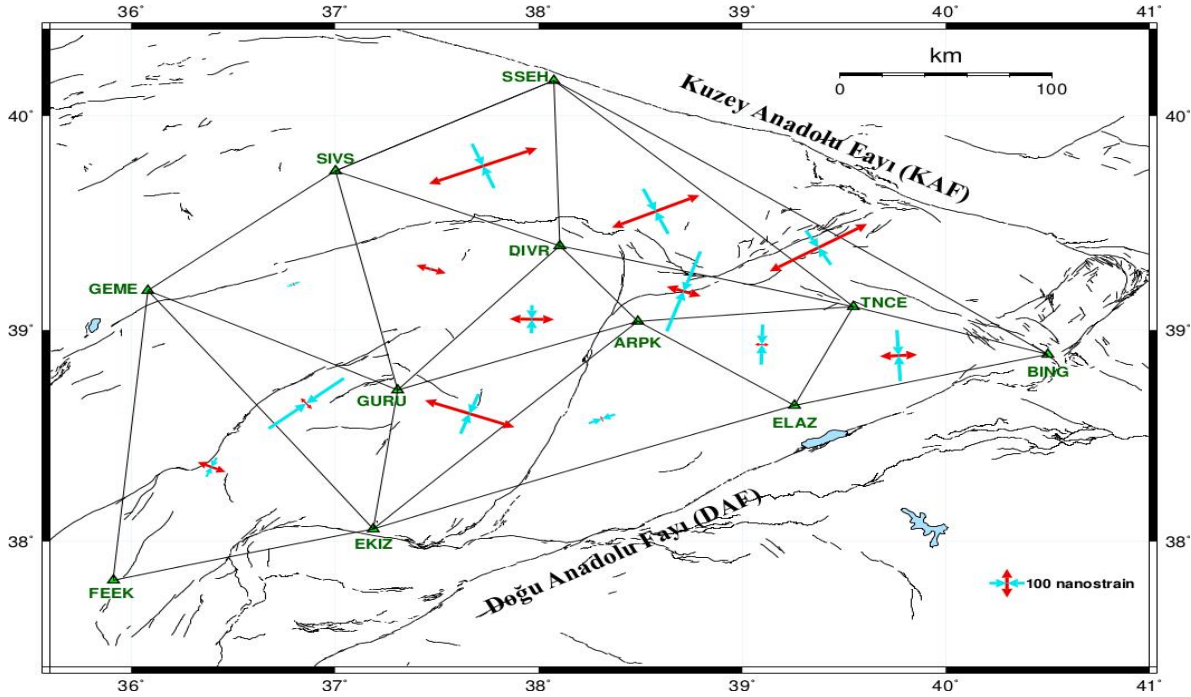 36° 37° 38° 39° 40° 41°
km
0 100
SSEH
Kuzey Anadolu Fayı (KAF)
40° 40°
SIVS
DIVR
GEME
TNCE
39° 39°
ARPK
BING
GURU
ELAZ
38° 38°
EKIZ
Doğu Anadolu Fayı (DAF)
FEEK
100 nanostrain
36° 37° 38° 39° 40° 41°